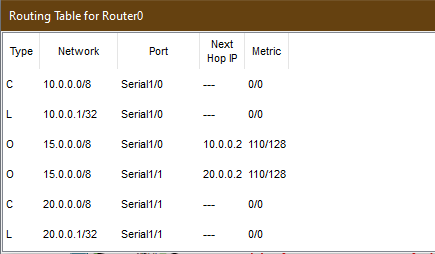 Routing Table for Router0
Type Network Port Next Hop IP Metric
C 10.0.0.0/8 Serial1/0 --- 0/0
L 10.0.0.1/32 Serial1/0 --- 0/0
O 15.0.0.0/8 Serial1/0 10.0.0.2 110/128
O 15.0.0.0/8 Serial1/1 20.0.0.2 110/128
C 20.0.0.0/8 Serial1/1 --- 0/0
L 20.0.0.1/32 Serial1/1 --- 0/0